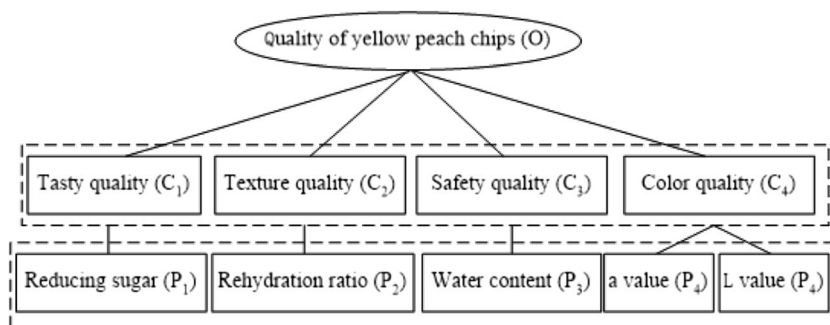 Quality of yellow peach chips (O)
Tasty quality (C₁) Texture quality (C₂) Safety quality (C₃) Color quality (C₄)
Reducing sugar (P₁) Rehydration ratio (P₂) Water content (P₃) a value (P₄) L value (P₄)